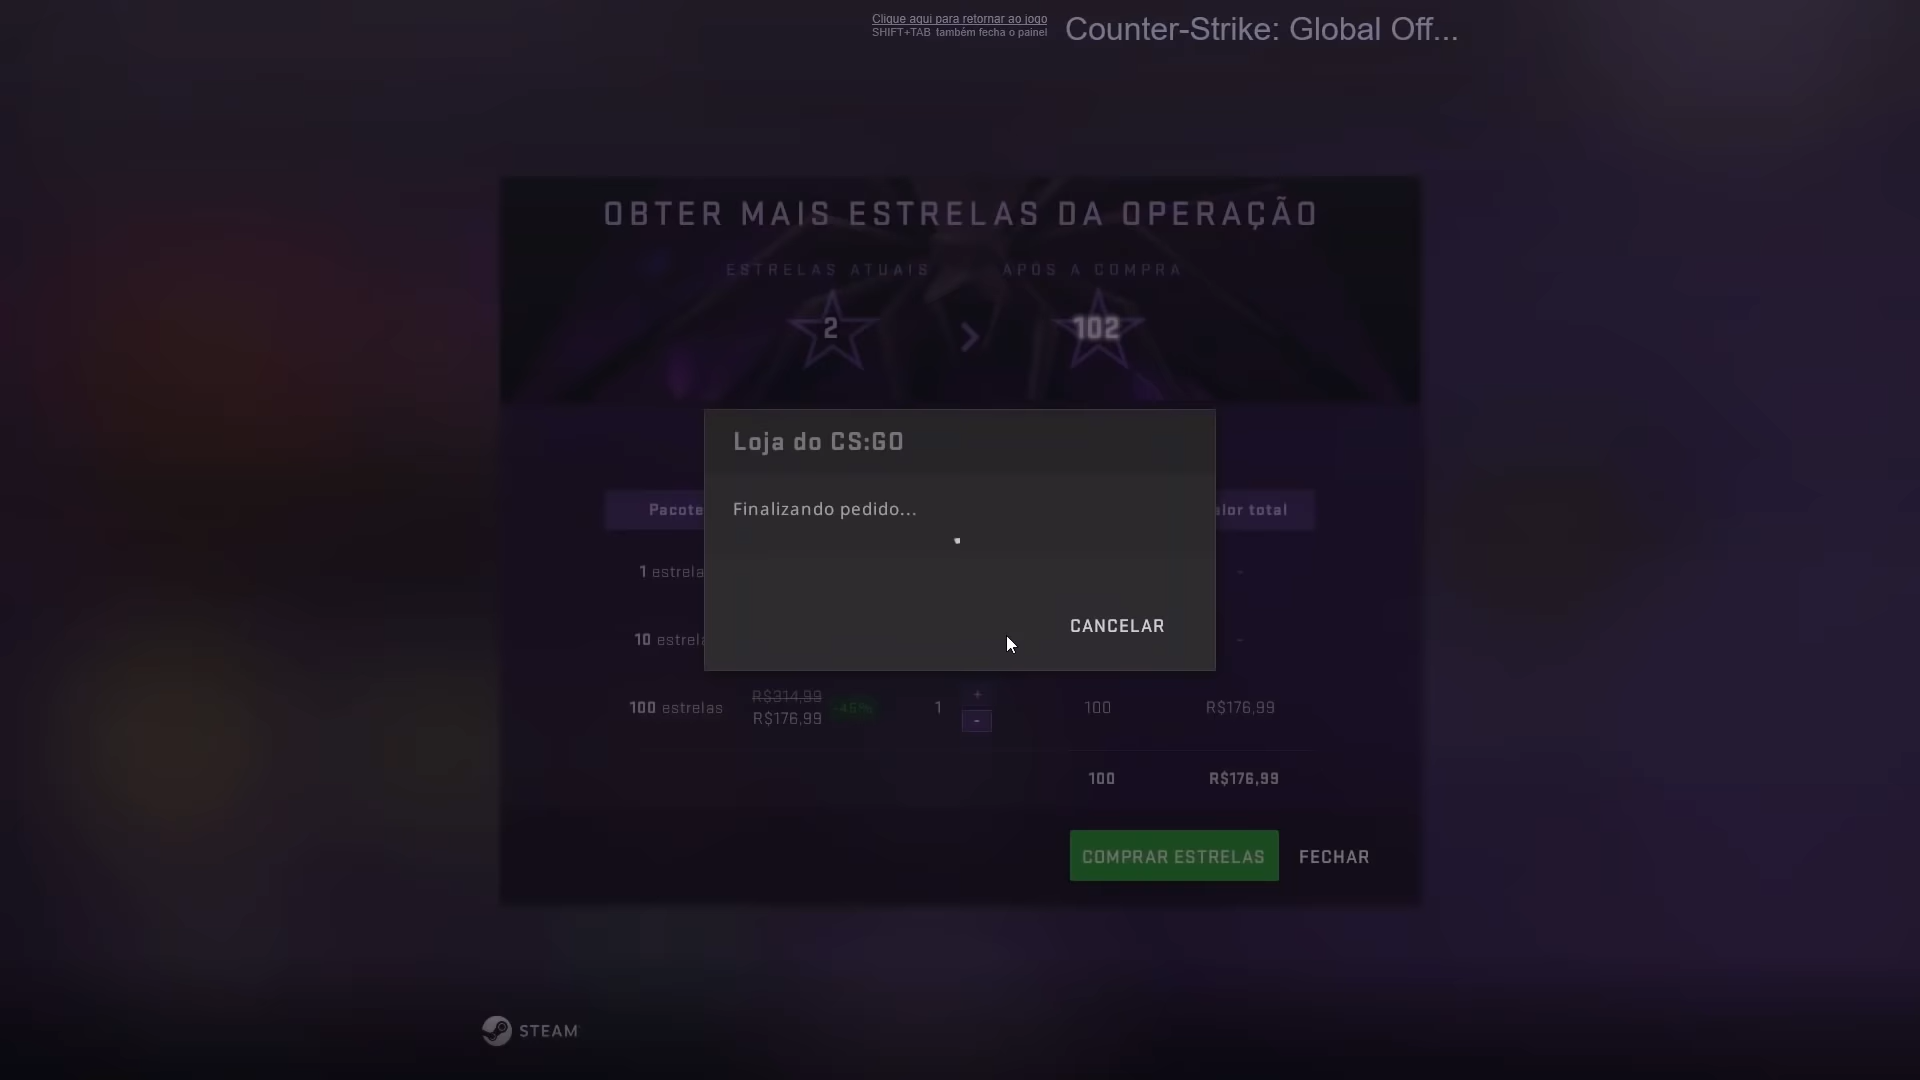 Clique aqui para retornar ao jogo
SHIFT+TAB também fecha o painel
Counter-Strike: Global Off...
OBTER MAIS ESTRELAS DA OPERAÇÃO
ESTRELAS ATUAIS
APÓS A COMPRA
2
102
Loja do CS:GO
Finalizando pedido...
CANCELAR
Pacote
alor total
1 estrela
-
10 estrela
-
100 estrelas
R$314,99
R$176,99
1
+
-
100
R$176,99
100
R$176,99
COMPRAR ESTRELAS
FECHAR
STEAM